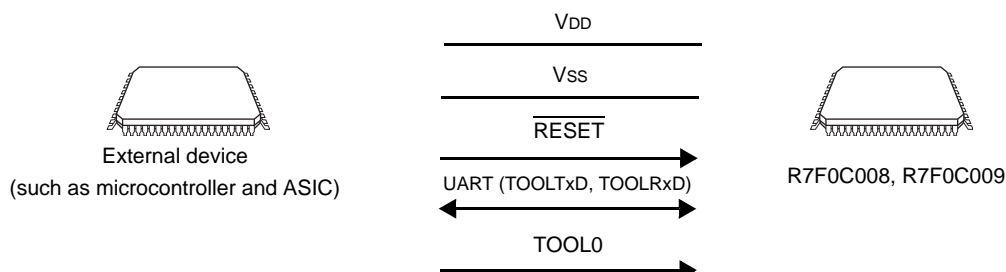 VDD
VSS
RESET
External device
(such as microcontroller and ASIC)
UART (TOOLTxD, TOOLRxD)
R7F0C008, R7F0C009
TOOL0